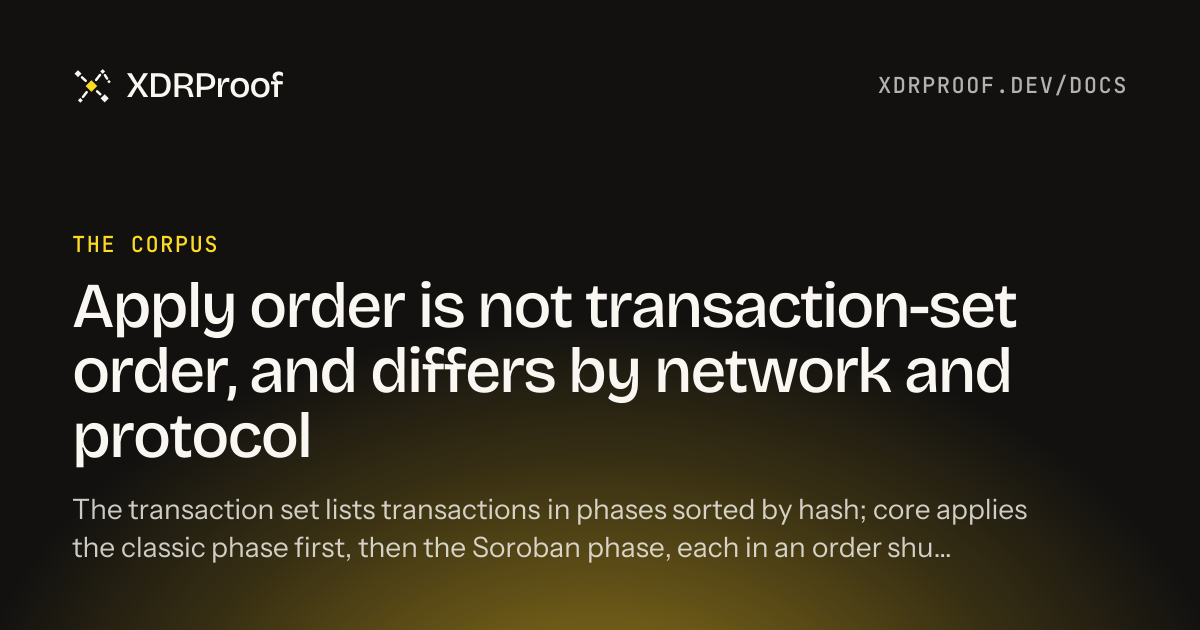 XDRProof
XDRPROOF.DEV/DOCS
THE CORPUS
Apply order is not transaction-set
order, and differs by network and
protocol
The transaction set lists transactions in phases sorted by hash; core applies
the classic phase first, then the Soroban phase, each in an order shu...